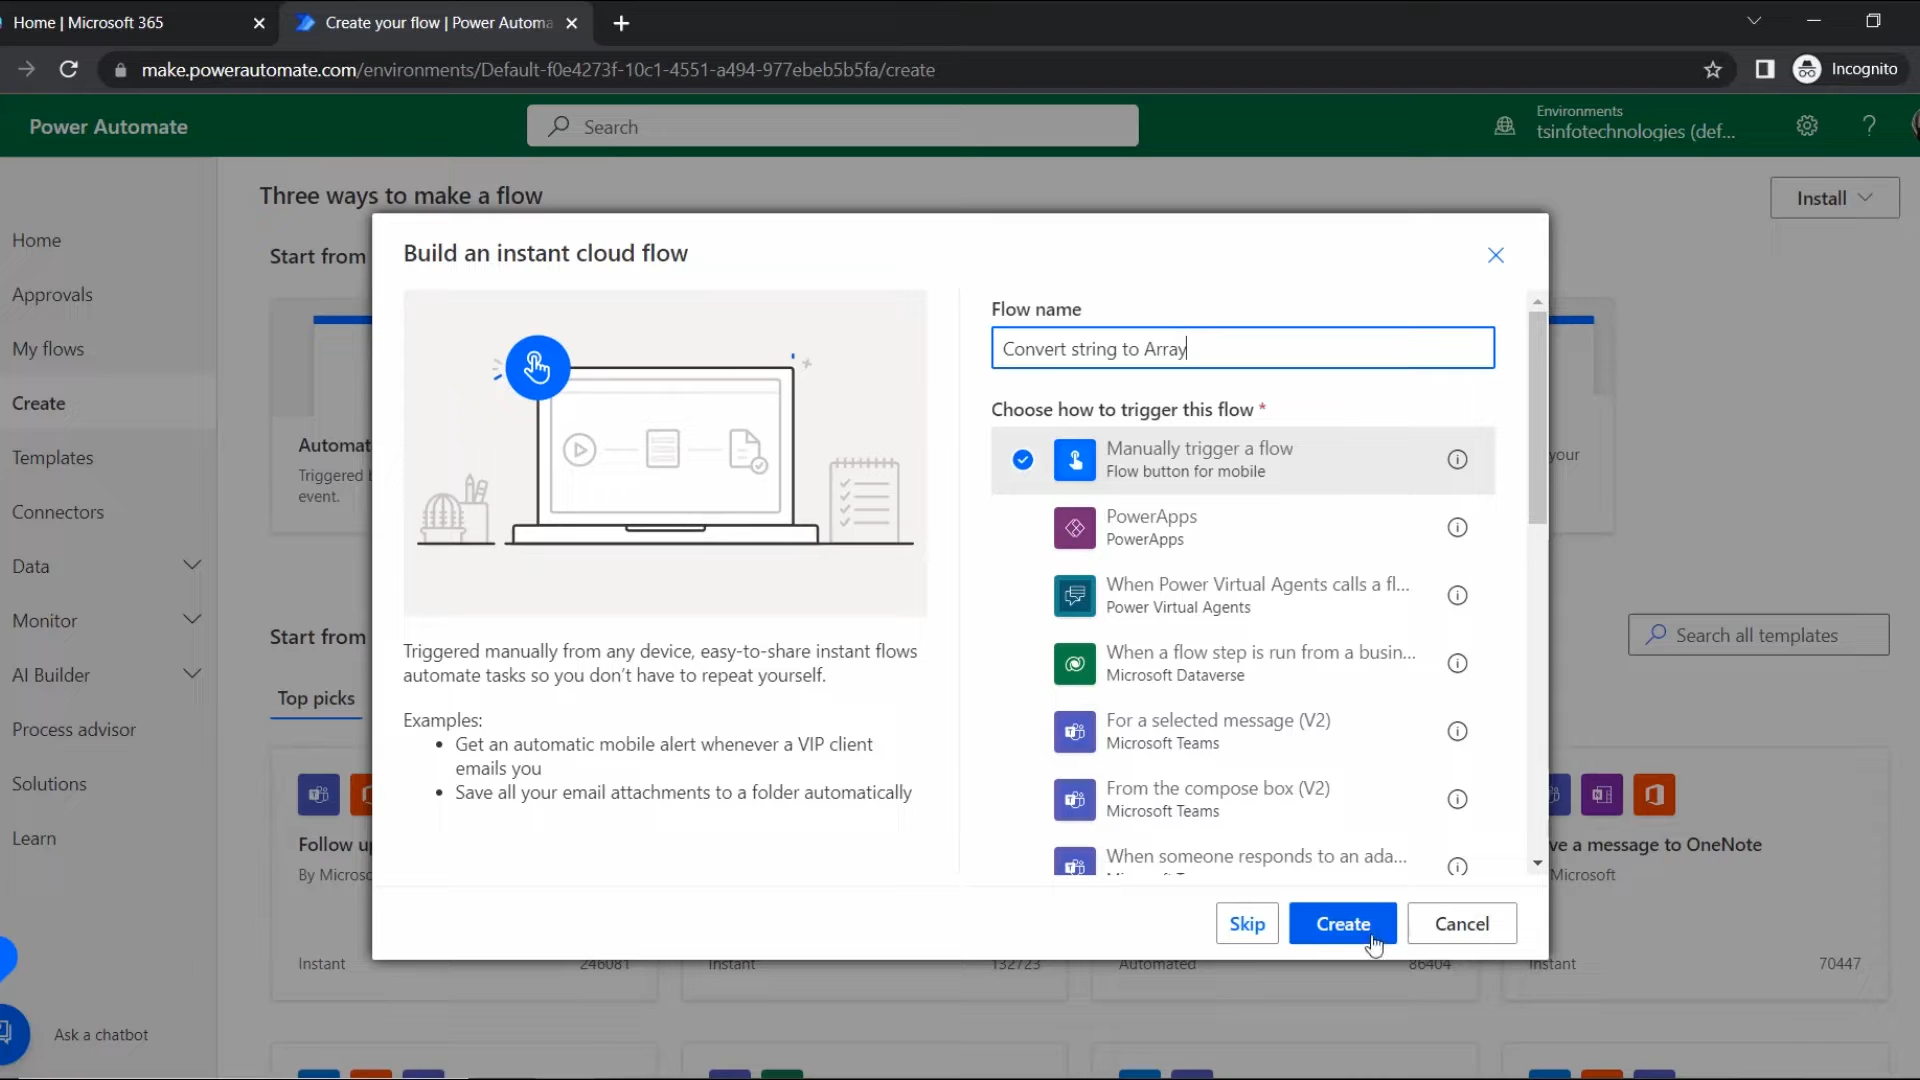 Home | Microsoft 365
Create your flow | Power Automa
make.powerautomate.com/environments/Default-f0e4273f-10c1-4551-a494-977ebeb5b5fa/create
Incognito
Power Automate
Search
Environments
tsinfotechnologies (def...
Home
Approvals
My flows
Create
Templates
Connectors
Data
Monitor
AI Builder
Process advisor
Solutions
Learn
Ask a chatbot
Three ways to make a flow
Install
Start from
Automat
Triggered
event.
your
Start from
Search all templates
Top picks
Follow u
By Microso
Instant
246081
Instant
132723
Automated
86404
ve a message to OneNote
Microsoft
Instant
70447
Build an instant cloud flow
Triggered manually from any device, easy-to-share instant flows
automate tasks so you don't have to repeat yourself.
Examples:
• Get an automatic mobile alert whenever a VIP client
emails you
• Save all your email attachments to a folder automatically
Flow name
Convert string to Array
Choose how to trigger this flow *
Manually trigger a flow
Flow button for mobile
PowerApps
PowerApps
When Power Virtual Agents calls a fl...
Power Virtual Agents
When a flow step is run from a busin...
Microsoft Dataverse
For a selected message (V2)
Microsoft Teams
From the compose box (V2)
Microsoft Teams
When someone responds to an ada...
Skip
Create
Cancel